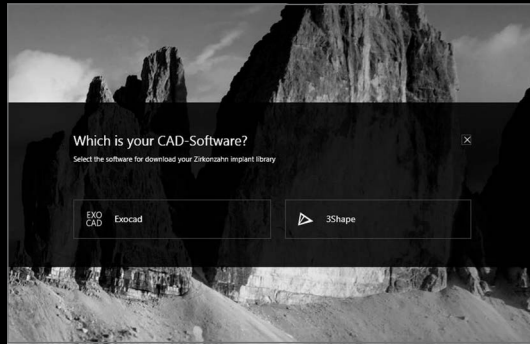 Which is your CAD-Software?
Select the software for download your Zirkonzahn implant library
EXO
CAD
Exocad
3Shape